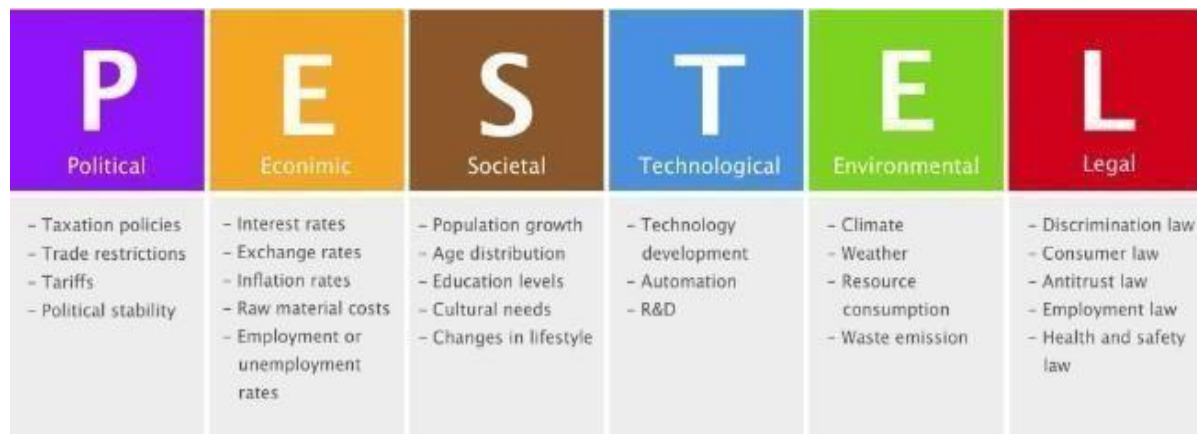 P
Political
– Taxation policies
– Trade restrictions
– Tariffs
– Political stability
E
Econimic
– Interest rates
– Exchange rates
– Inflation rates
– Raw material costs
– Employment or
unemployment
rates
S
Societal
– Population growth
– Age distribution
– Education levels
– Cultural needs
– Changes in lifestyle
T
Technological
– Technology
development
– Automation
– R&D
E
Environmental
– Climate
– Weather
– Resource
consumption
– Waste emission
L
Legal
– Discrimination law
– Consumer law
– Antitrust law
– Employment law
– Health and safety
law